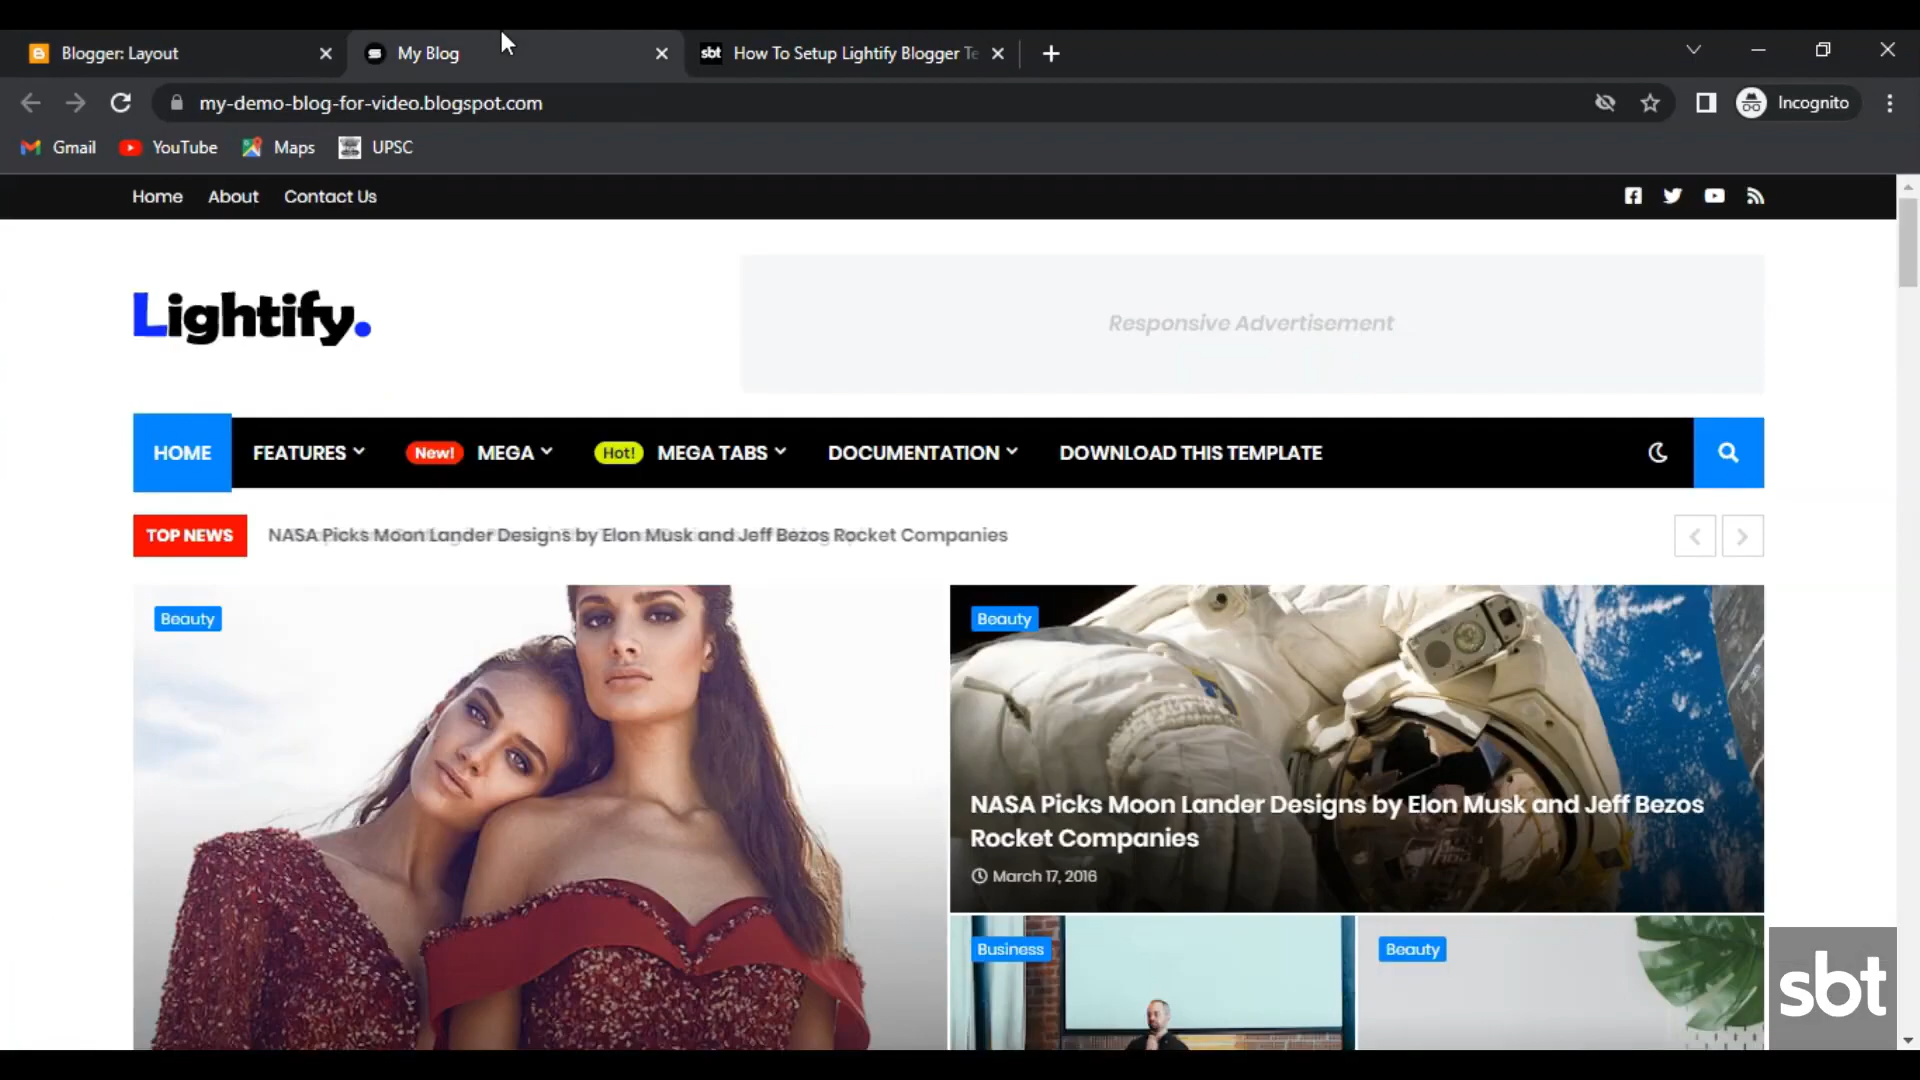 Blogger: Layout
My Blog
sbt How To Setup Lightify Blogger Te
my-demo-blog-for-video.blogspot.com
Incognito
Gmail
YouTube
Maps
UPSC
Home
About
Contact Us
Lightify.
Responsive Advertisement
HOME
FEATURES
New! MEGA
Hot! MEGA TABS
DOCUMENTATION
DOWNLOAD THIS TEMPLATE
TOP NEWS
NASA Picks Moon Lander Designs by Elon Musk and Jeff Bezos Rocket Companies
Beauty
Beauty
NASA Picks Moon Lander Designs by Elon Musk and Jeff Bezos
Rocket Companies
March 17, 2016
Business
Beauty
sbt